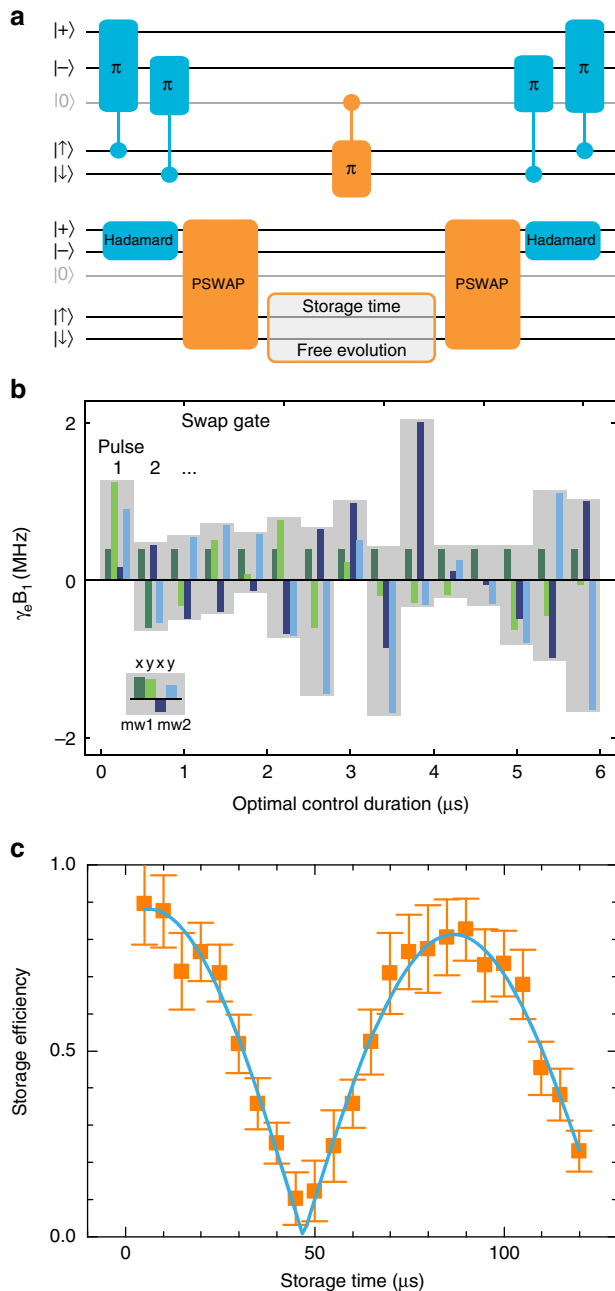 a
|+⟩
|−⟩
|0⟩
|↑⟩
|↓⟩
π
π
π
π
π
|+⟩
|−⟩
|0⟩
|↑⟩
|↓⟩
Hadamard
PSWAP
Storage time
Free evolution
PSWAP
Hadamard
b
Swap gate
Pulse
1 2 ...
2
0
−2
γeB1 (MHz)
x y x y
mw1 mw2
0 1 2 3 4 5 6
Optimal control duration (μs)
c
1.0
0.5
0.0
Storage efficiency
0 50 100
Storage time (μs)